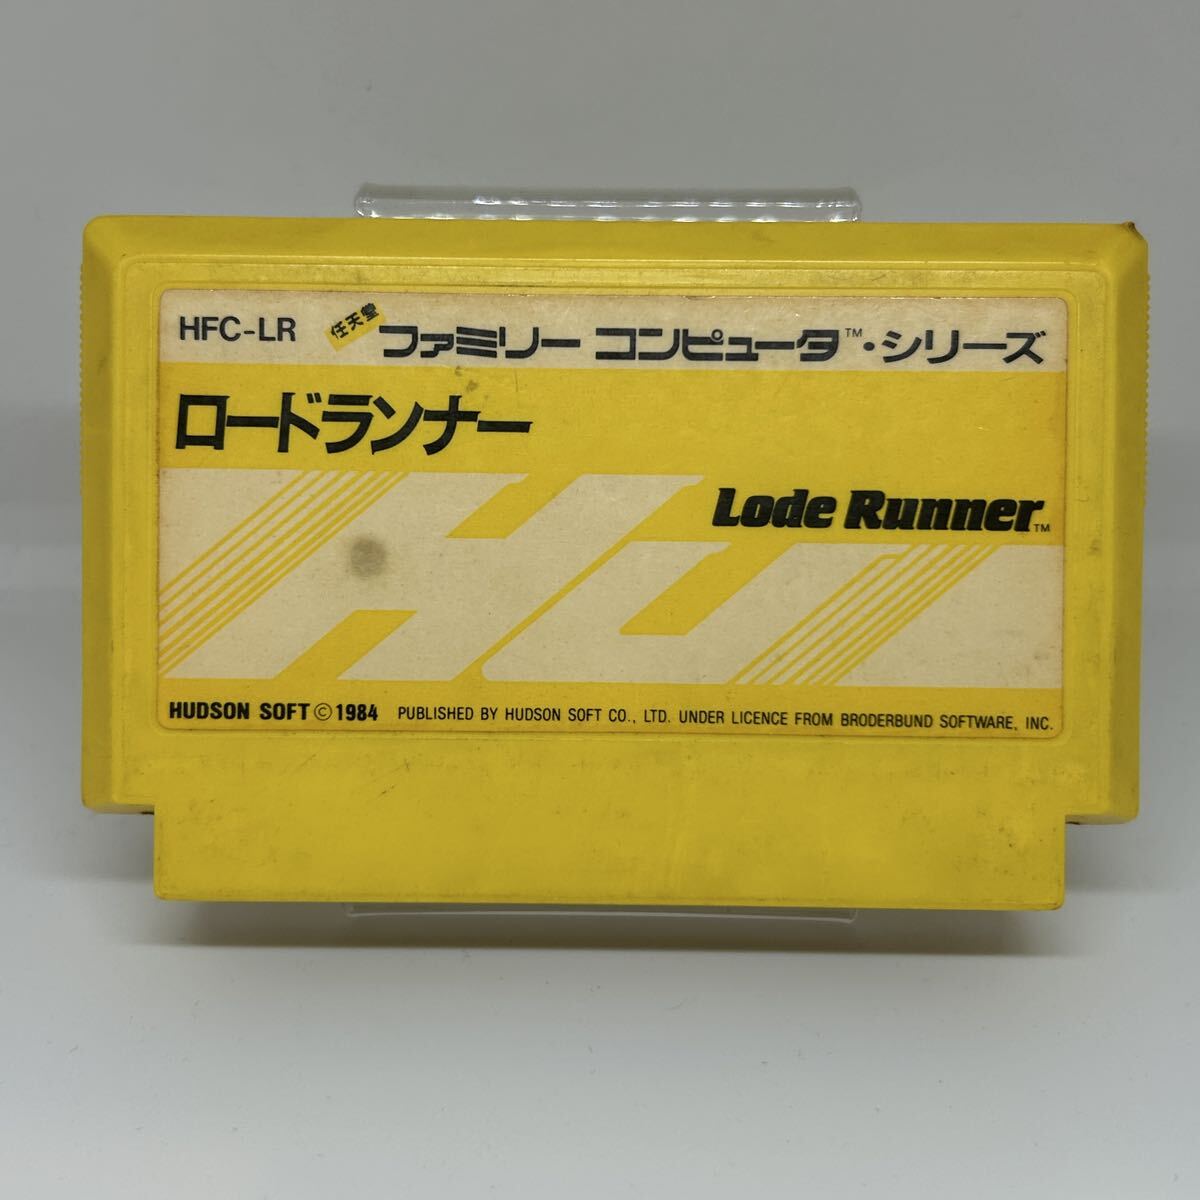 HFC-LR 任天堂 ファミリー コンピュータ™・シリーズ
ロードランナー
Lode Runner™
Hu
HUDSON SOFT © 1984 PUBLISHED BY HUDSON SOFT CO., LTD. UNDER LICENCE FROM BRODERBUND SOFTWARE, INC.